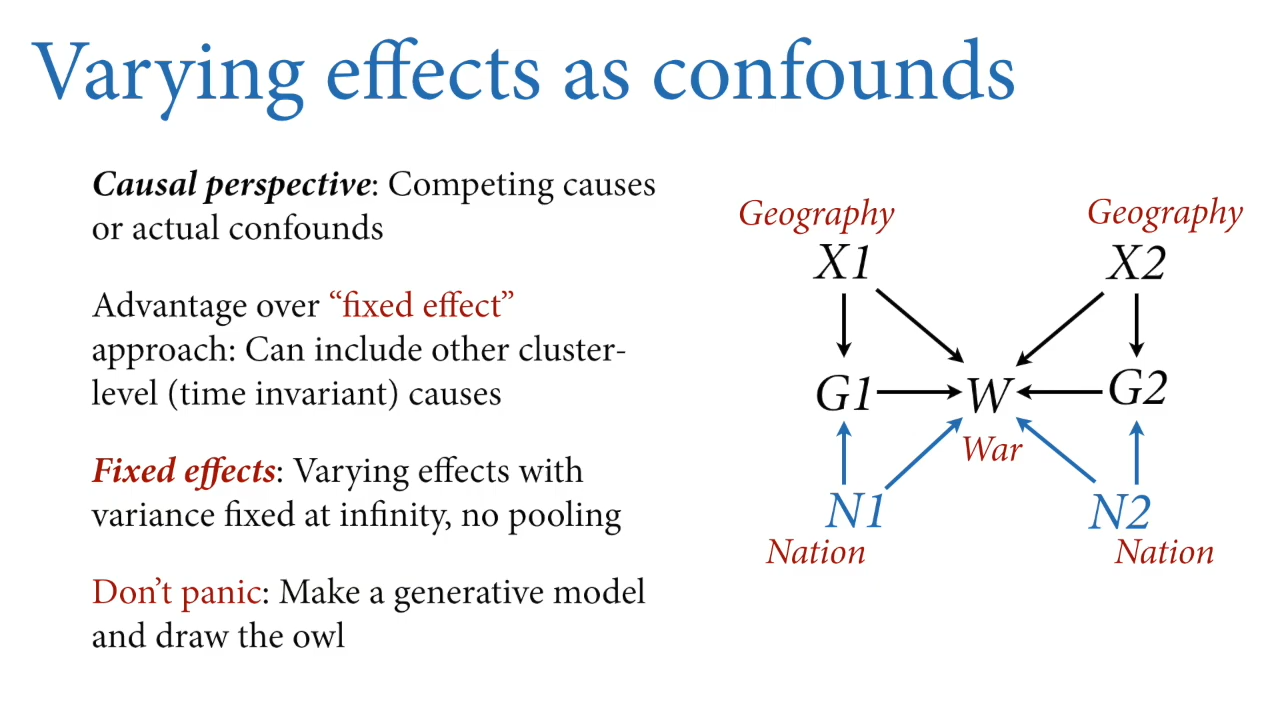 Varying effects as confounds
Causal perspective: Competing causes
or actual confounds
Advantage over “fixed effect”
approach: Can include other cluster-
level (time invariant) causes
Fixed effects: Varying effects with
variance fixed at infinity, no pooling
Don’t panic: Make a generative model
and draw the owl
Geography Geography
X1 X2
G1 W G2
War
N1 N2
Nation Nation